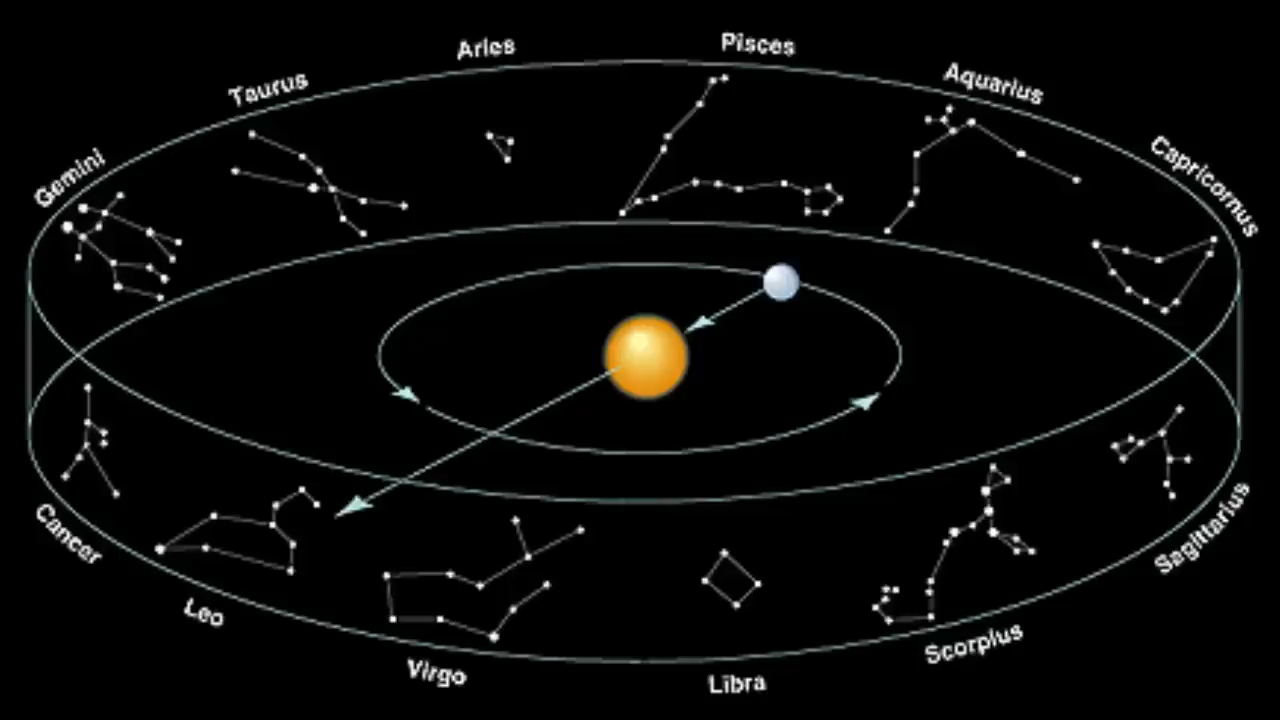 Aries
Pisces
Taurus
Aquarius
Gemini
Capricornus
Cancer
Sagittarius
Leo
Scorpius
Virgo
Libra